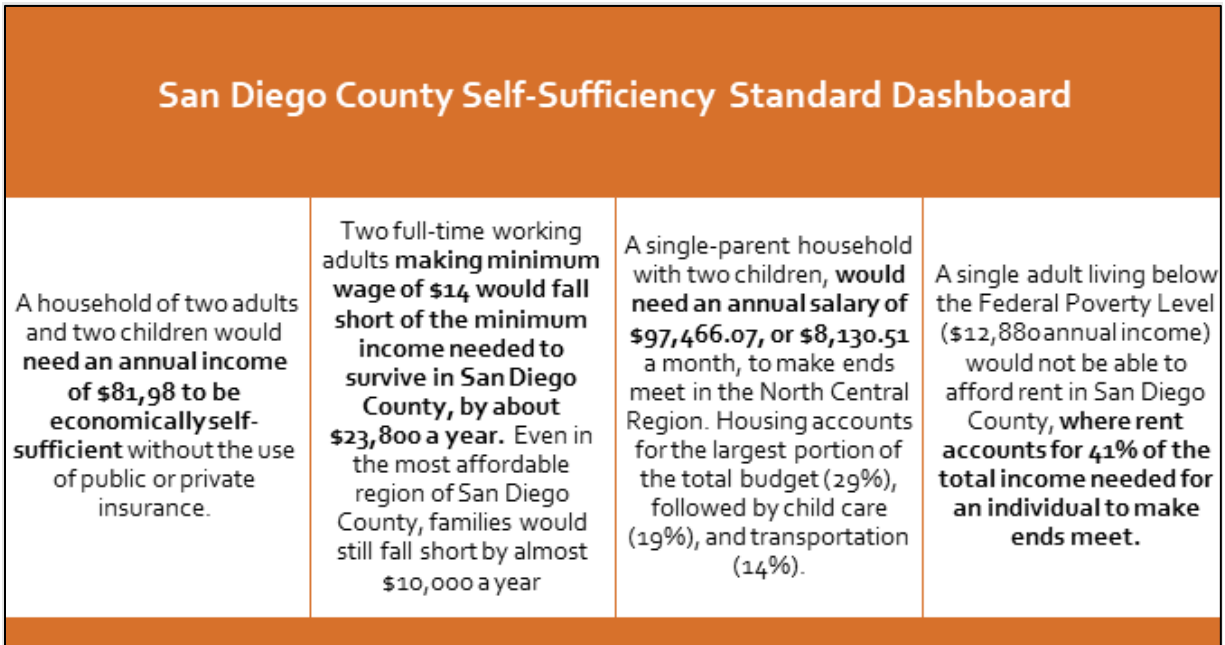 San Diego County Self-Sufficiency Standard Dashboard
A household of two adults
and two children would
need an annual income
of $81,98 to be
economically self-
sufficient without the use
of public or private
insurance.
Two full-time working
adults making minimum
wage of $14 would fall
short of the minimum
income needed to
survive in San Diego
County, by about
$23,800 a year. Even in
the most affordable
region of San Diego
County, families would
still fall short by almost
$10,000 a year
A single-parent household
with two children, would
need an annual salary of
$97,466.07, or $8,130.51
a month, to make ends
meet in the North Central
Region. Housing accounts
for the largest portion of
the total budget (29%),
followed by child care
(19%), and transportation
(14%).
A single adult living below
the Federal Poverty Level
($12,880 annual income)
would not be able to
afford rent in San Diego
County, where rent
accounts for 41% of the
total income needed for
an individual to make
ends meet.